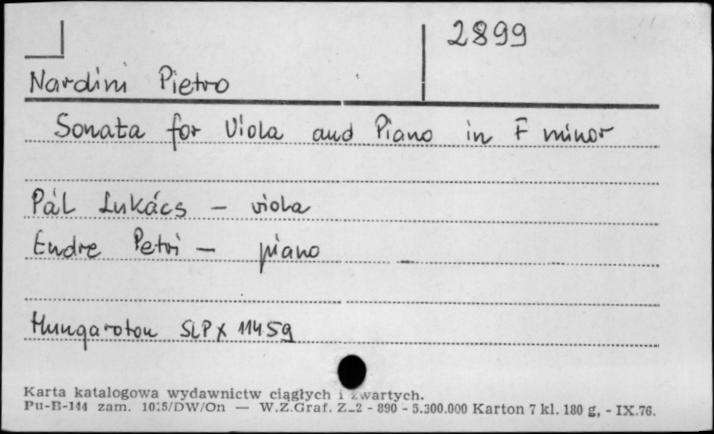 2899
Nardini Pietro
Sonata for Viola and Piano in F minor
Pál Lukács – viola
Endre Petri – piano –
Hungaroton SLPX 11459
Karta katalogowa wydawnictw ciągłych i zwartych.
Pu-B-144 zam. 1015/DW/On — W.Z.Graf. Z-2 - 890 - 5.300.000 Karton 7 kl. 180 g, - IX.76.